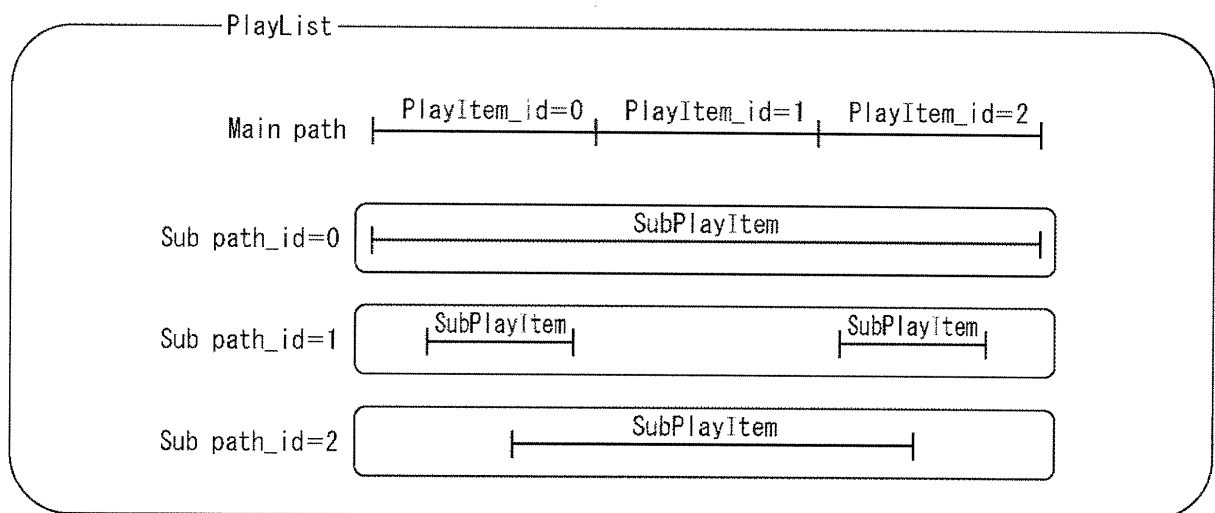 PlayList
PlayItem_id=0 PlayItem_id=1 PlayItem_id=2
Main path
SubPlayItem
Sub path_id=0
SubPlayItem SubPlayItem
Sub path_id=1
SubPlayItem
Sub path_id=2